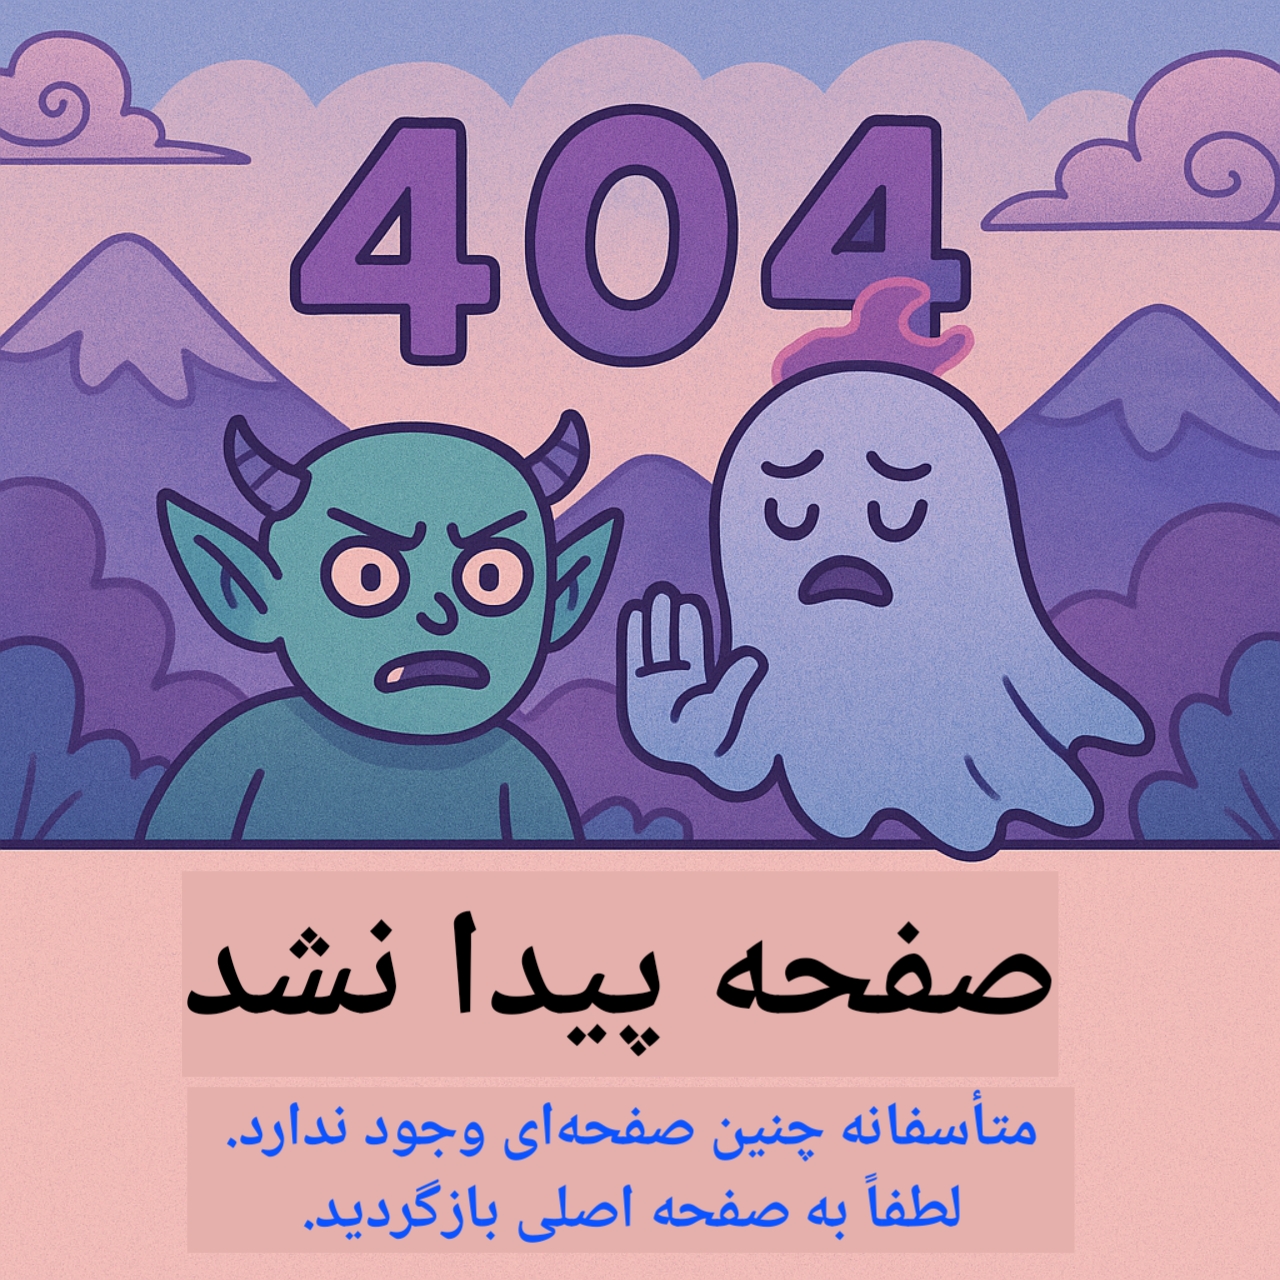 404
صفحه پیدا نشد
متأسفانه چنین صفحه‌ای وجود ندارد.
لطفاً به صفحه اصلی بازگردید.